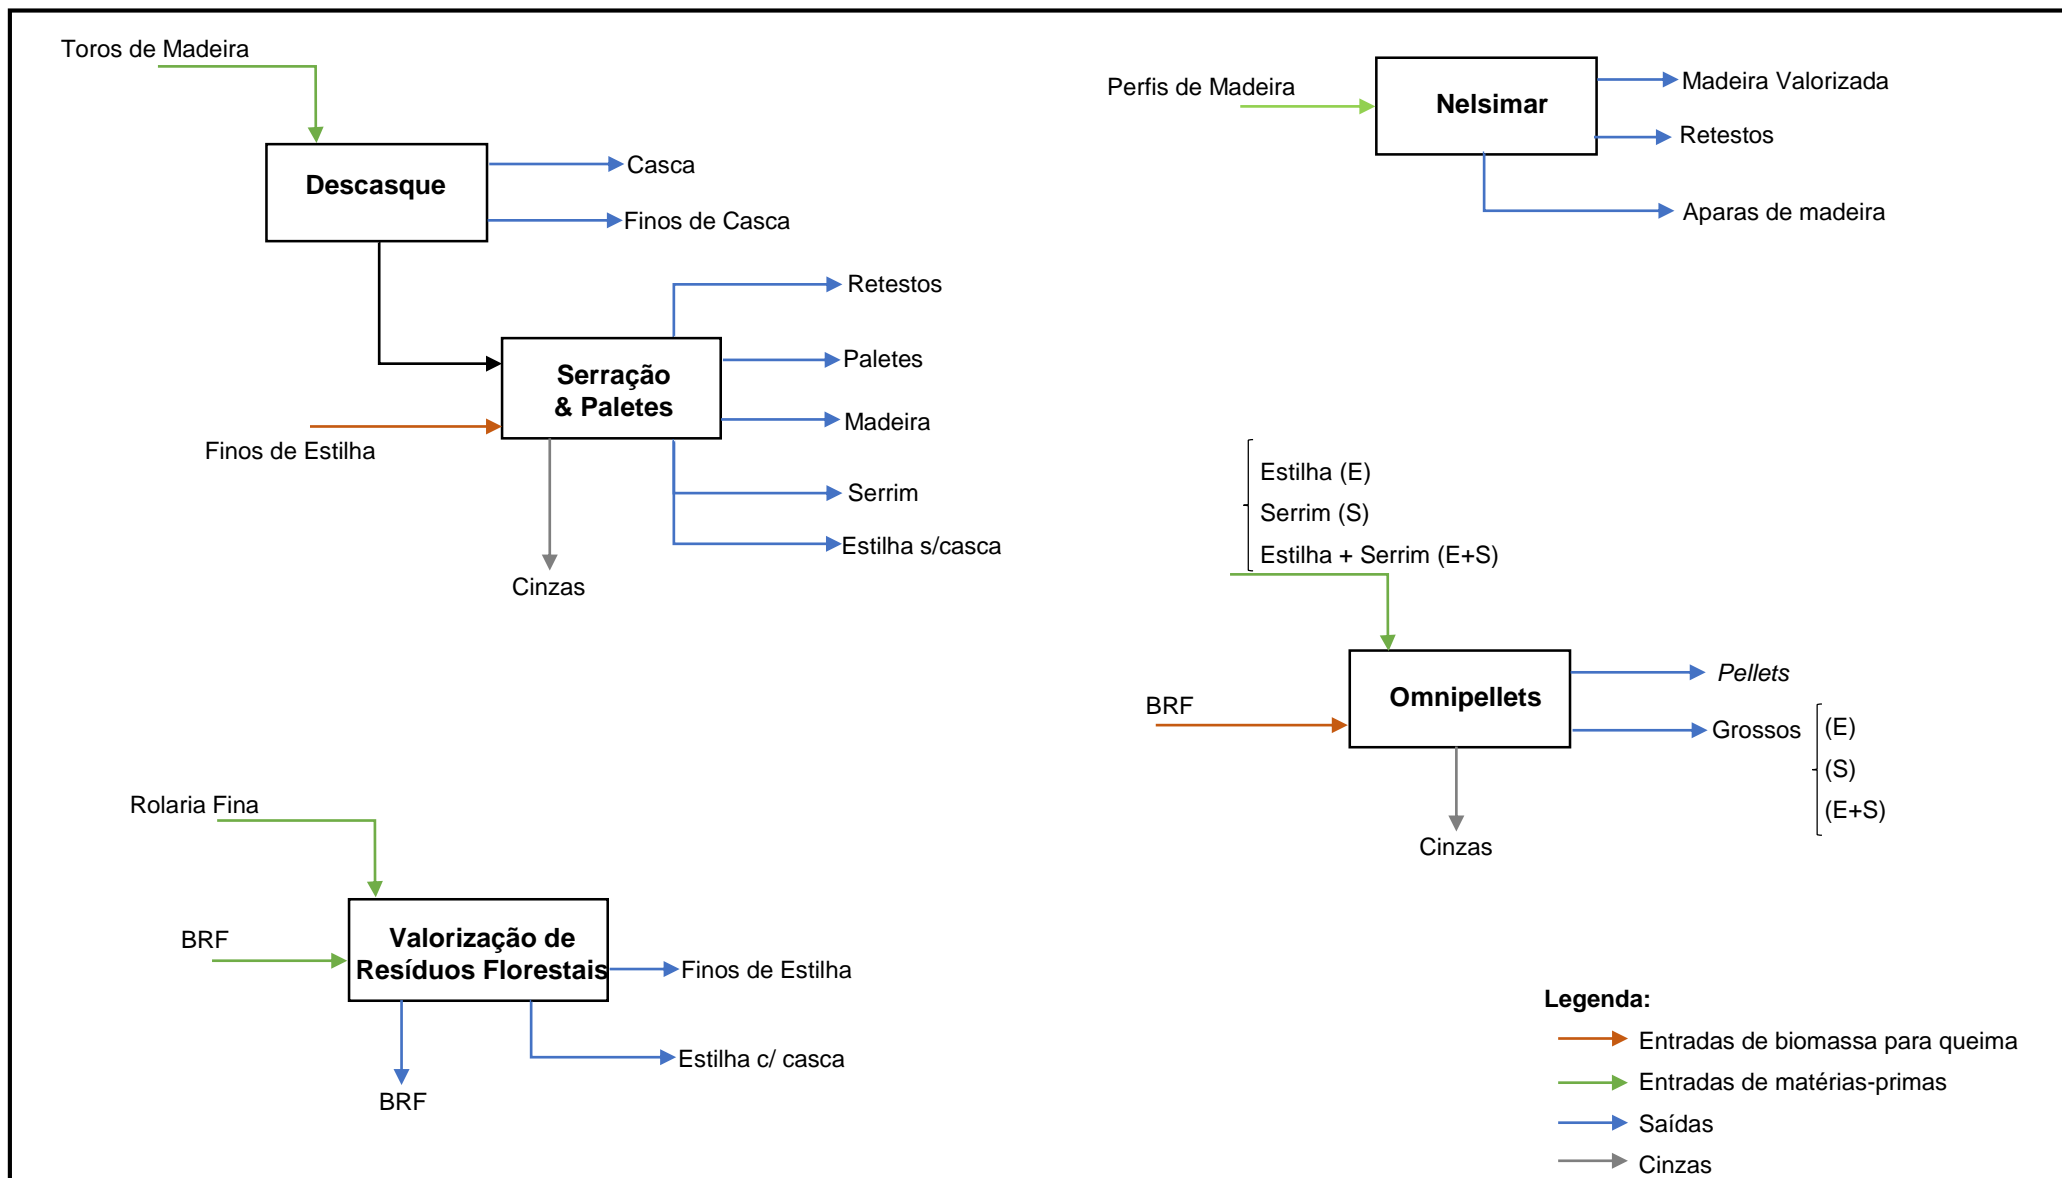 Toros de Madeira
Descasque
Casca
Finos de Casca
Retestos
Serração
& Paletes
Paletes
Madeira
Finos de Estilha
Serrim
Estilha s/casca
Cinzas
Rolaria Fina
BRF
Valorização de
Resíduos Florestais
Finos de Estilha
Estilha c/ casca
BRF
Perfis de Madeira
Nelsimar
Madeira Valorizada
Retestos
Aparas de madeira
Estilha (E)
Serrim (S)
Estilha + Serrim (E+S)
BRF
Omnipellets
Pellets
Grossos
(E)
(S)
(E+S)
Cinzas
Legenda:
Entradas de biomassa para queima
Entradas de matérias-primas
Saídas
Cinzas